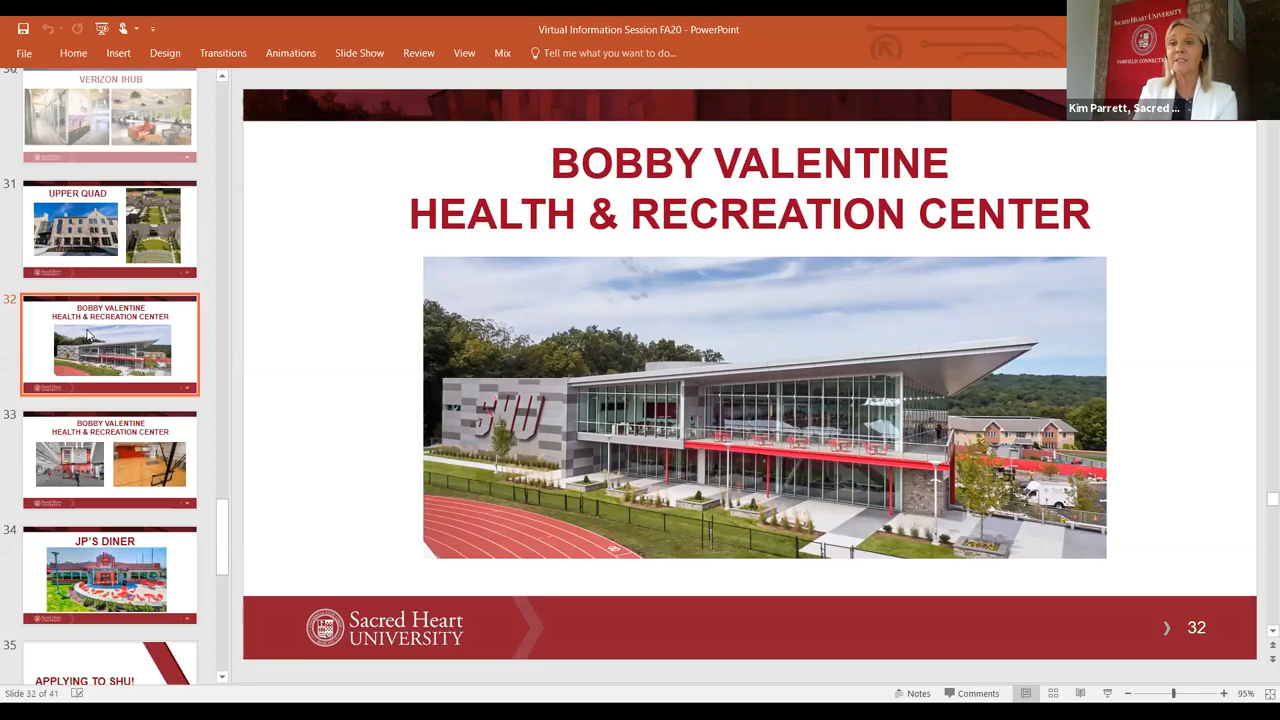 Virtual Information Session FA20 - PowerPoint
File Home Insert Design Transitions Animations Slide Show Review View Mix Tell me what you want to do...
SACRED HEART UNIVERSITY
Kim Parrett, Sacred ...
VERIZON IHUB
31
UPPER QUAD
32
BOBBY VALENTINE
HEALTH & RECREATION CENTER
33
BOBBY VALENTINE
HEALTH & RECREATION CENTER
34
JP'S DINER
35
APPLYING TO SHU!
BOBBY VALENTINE
HEALTH & RECREATION CENTER
SHU
Sacred Heart
UNIVERSITY
32
Slide 32 of 41
Notes Comments
95%